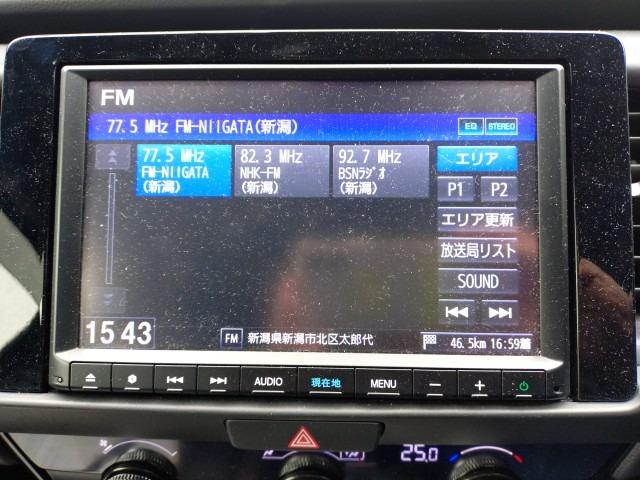 FM
77.5 MHz FM-NIIGATA(新潟)
EQ STEREO
77.5 MHz
FM-NIIGATA
(新潟)
82.3 MHz
NHK-FM
(新潟)
92.7 MHz
BSNラジオ
(新潟)
エリア
P1 P2
エリア更新
放送局リスト
SOUND
15 43
FM 新潟県新潟市北区太郎代
46.5km 16:59着
AUDIO 現在地 MENU − +
25.0